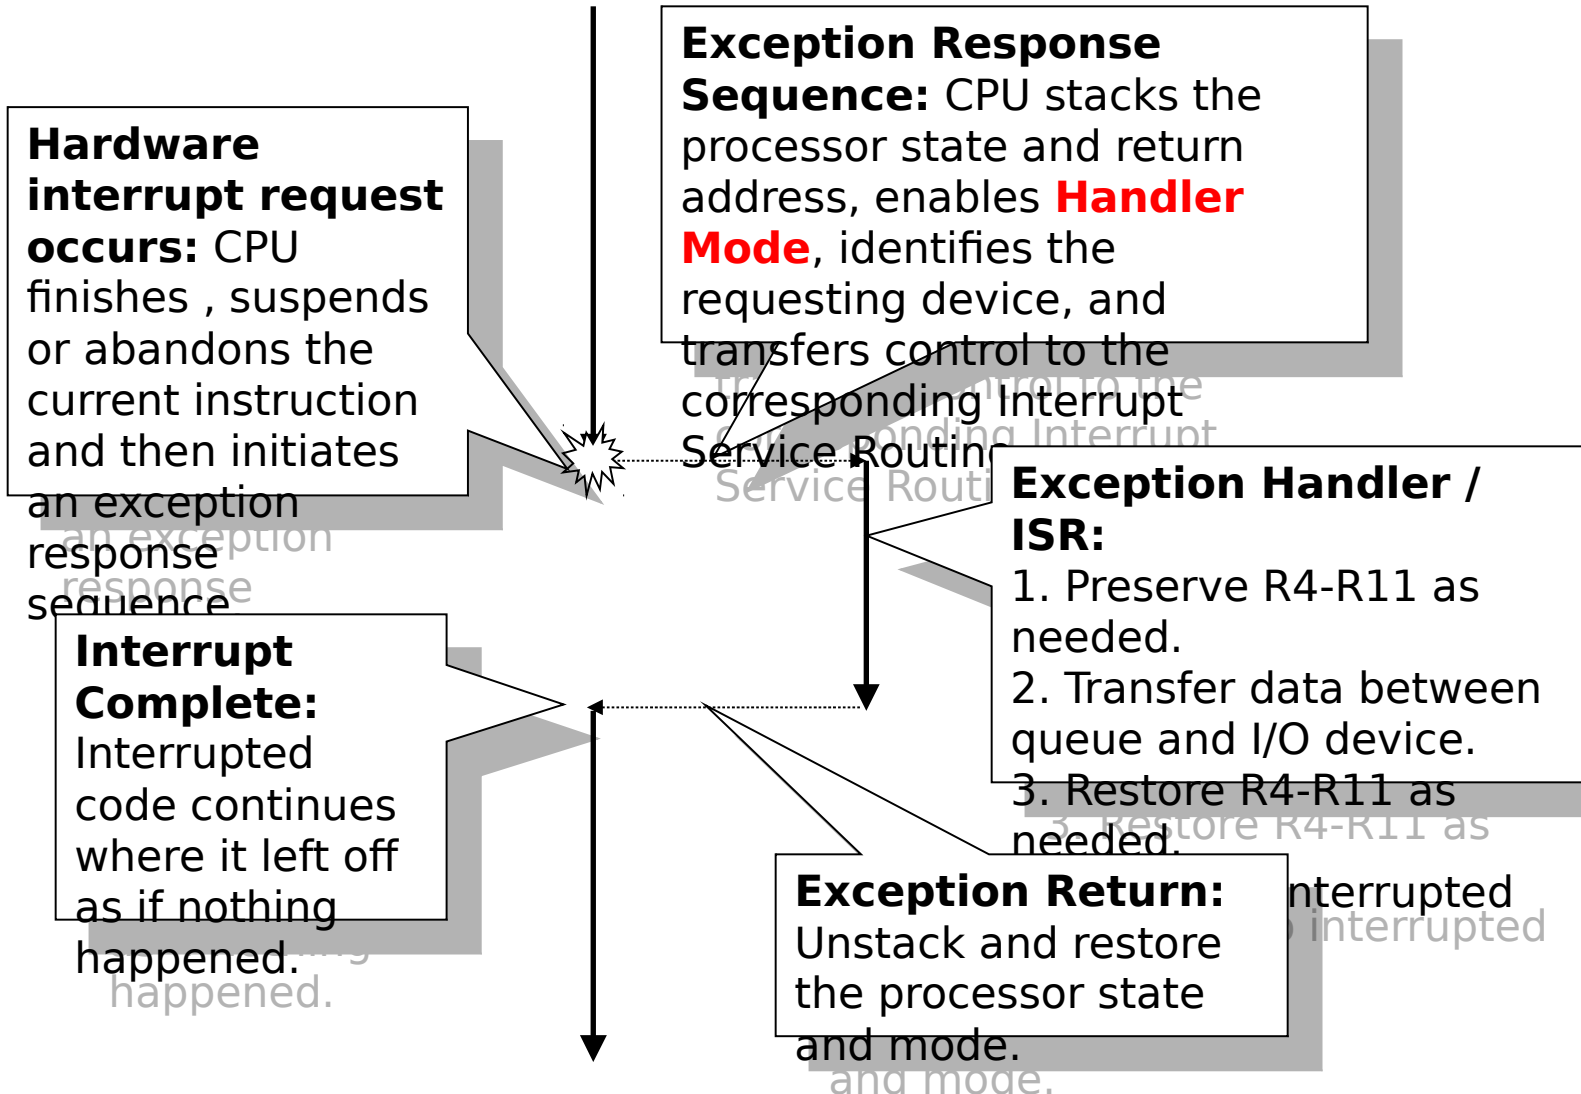 Hardware
interrupt request
occurs: CPU
finishes , suspends
or abandons the
current instruction
and then initiates
an exception
response
sequence
Exception Response
Sequence: CPU stacks the
processor state and return
address, enables Handler
Mode, identifies the
requesting device, and
transfers control to the
corresponding Interrupt
Service Routine
Exception Handler /
ISR:
1. Preserve R4-R11 as
needed.
2. Transfer data between
queue and I/O device.
3. Restore R4-R11 as
needed.
interrupted
Exception Return:
Unstack and restore
the processor state
and mode.
Interrupt
Complete:
Interrupted
code continues
where it left off
as if nothing
happened.